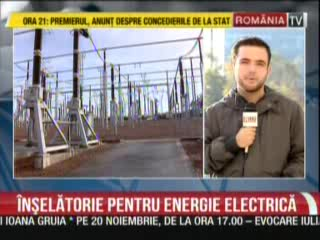 ORA 21: PREMIERUL, ANUNȚ DESPRE CONCEDIERILE DE LA STAT
ROMÂNIA TV
ÎNȘELĂTORIE PENTRU ENERGIE ELECTRICĂ
I IOANA GRUIA * PE 20 NOIEMBRIE, DE LA ORA 17.00 - EVOCARE IULIA